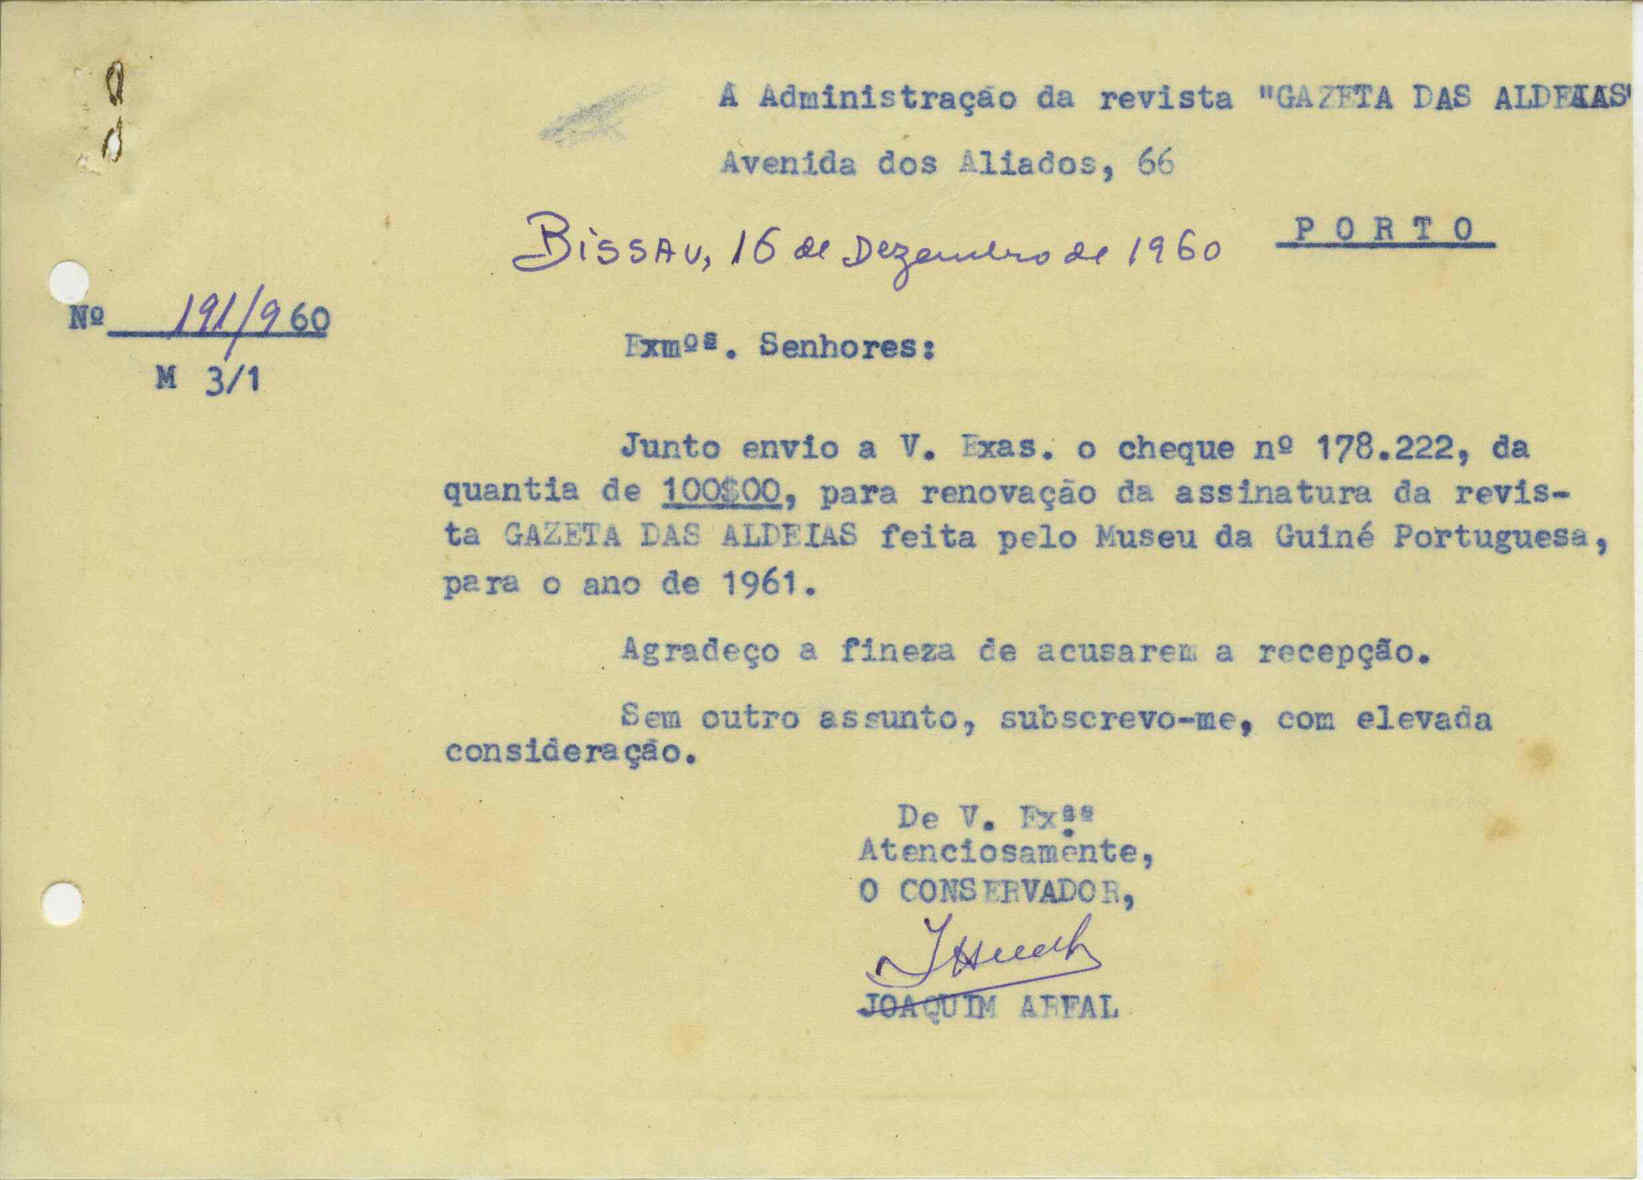 A Administração da revista "GAZETA DAS ALDEIAS"
Avenida dos Aliados, 66
PORTO
Bissau, 16 de Dezembro de 1960
Nº 191/960
M 3/1
Exmºs. Senhores:
Junto envio a V. Exas. o cheque nº 178.222, da
quantia de 100$00, para renovação da assinatura da revis-
ta GAZETA DAS ALDEIAS feita pelo Museu da Guiné Portuguesa,
para o ano de 1961.
Agradeço a fineza de acusarem a recepção.
Sem outro assunto, subscrevo-me, com elevada
consideração.
De V. Exªs
Atenciosamente,
O CONSERVADOR,
JOAQUIM AREAL